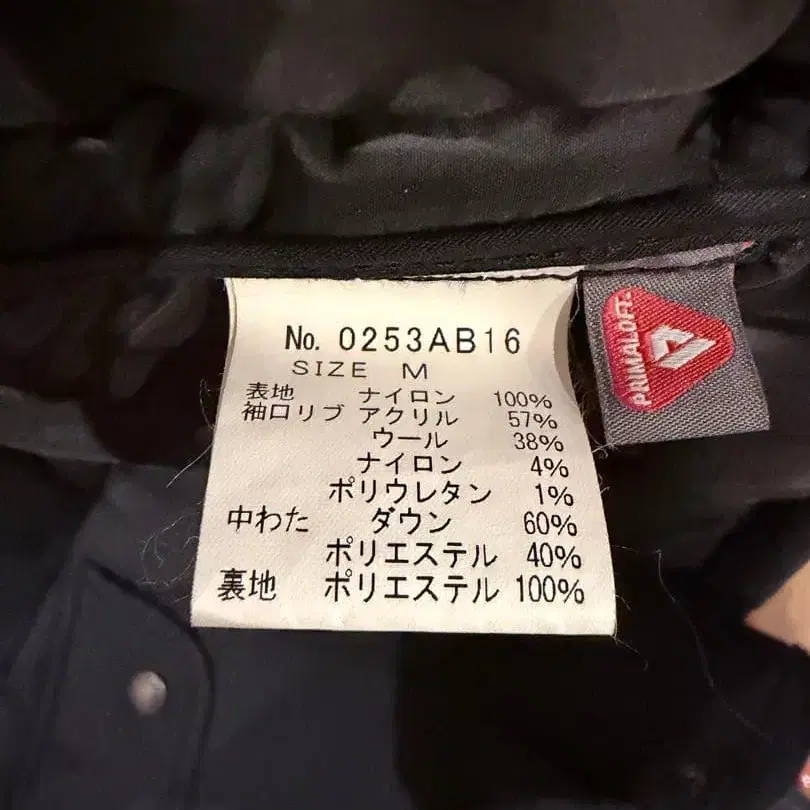 No. 0253AB16
SIZE M
表地 ナイロン 100%
袖口リブ アクリル 57%
ウール 38%
ナイロン 4%
ポリウレタン 1%
中わた ダウン 60%
ポリエステル 40%
裏地 ポリエステル 100%
PRIMALOFT